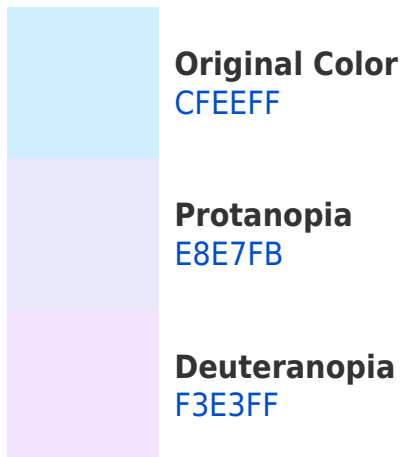 Original Color
CFEEFF
Protanopia
E8E7FB
Deuteranopia
F3E3FF